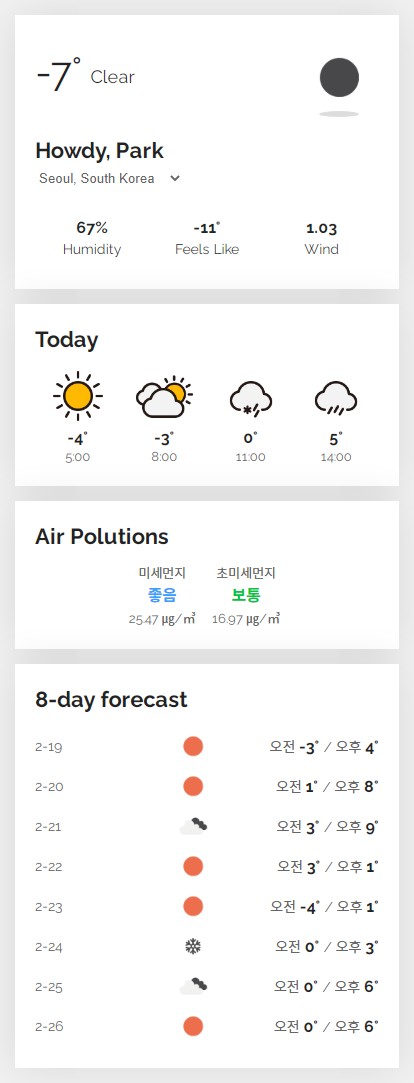 -7° Clear
Howdy, Park
Seoul, South Korea
67% -11° 1.03
Humidity Feels Like Wind
Today
-4° -3° 0° 5°
5:00 8:00 11:00 14:00
Air Polutions
미세먼지 초미세먼지
좋음 보통
25.47 μg/㎥ 16.97 μg/㎥
8-day forecast
2-19 오전 -3° / 오후 4°
2-20 오전 1° / 오후 8°
2-21 오전 3° / 오후 9°
2-22 오전 3° / 오후 1°
2-23 오전 -4° / 오후 1°
2-24 오전 0° / 오후 3°
2-25 오전 0° / 오후 6°
2-26 오전 0° / 오후 6°